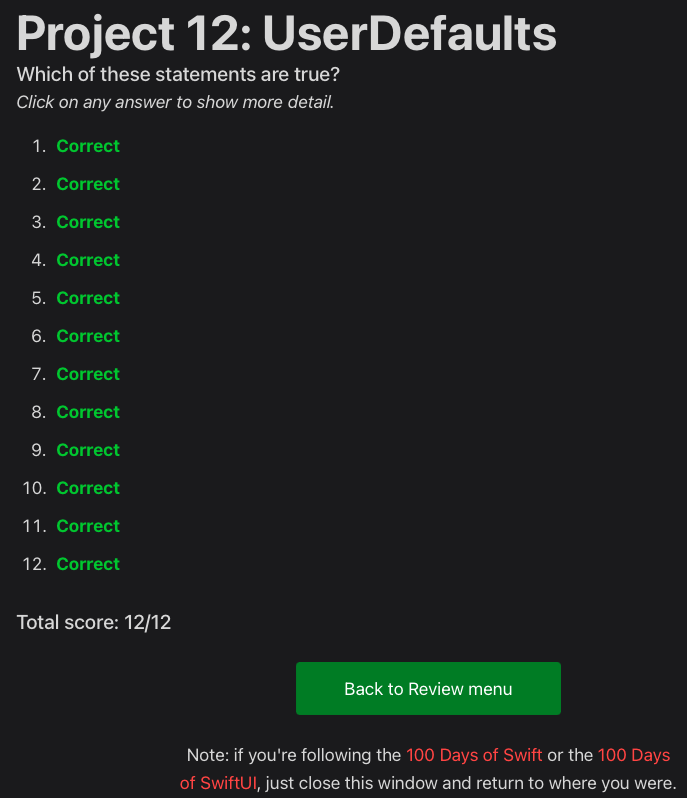 Project 12: UserDefaults
Which of these statements are true?
Click on any answer to show more detail.
1. Correct
2. Correct
3. Correct
4. Correct
5. Correct
6. Correct
7. Correct
8. Correct
9. Correct
10. Correct
11. Correct
12. Correct
Total score: 12/12
Back to Review menu
Note: if you're following the 100 Days of Swift or the 100 Days
of SwiftUI, just close this window and return to where you were.